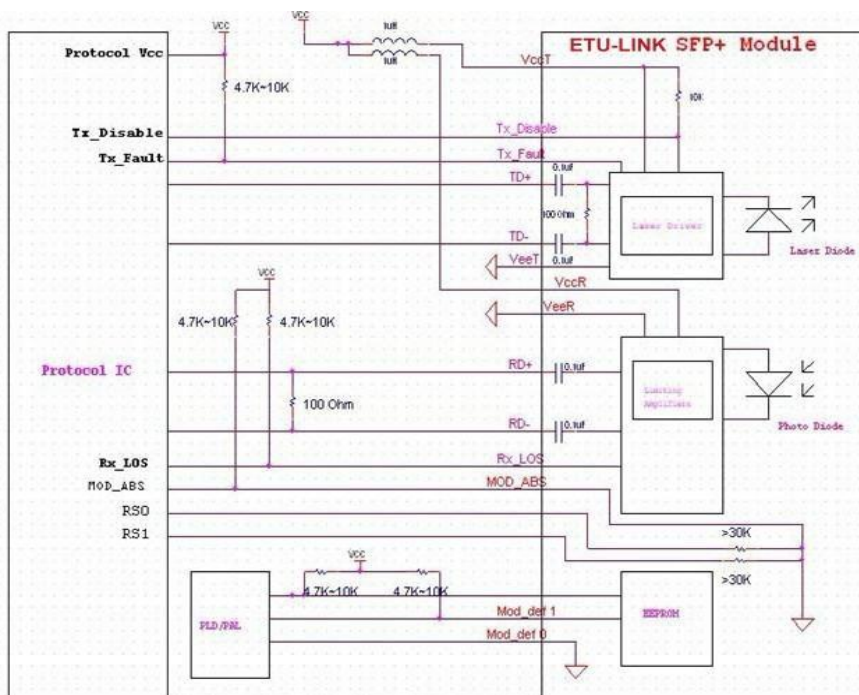 Vcc
Vcc
1uH
1uH
ETU-LINK SFP+ Module
Protocol Vcc
VccT
4.7K~10K
10K
Tx_Disable
Tx_Disable
Tx_Fault
Tx_Fault
0.1uf
TD+
100 Ohm
Laser Driver
TD-
0.1uf
Laser Diode
VeeT
VccR
Vcc
VeeR
4.7K~10K
4.7K~10K
Protocol IC
RD+
0.1uf
100 Ohm
Limiting
Amplifiers
RD-
0.1uf
Photo Diode
Rx_LOS
Rx_LOS
MOD_ABS
MOD_ABS
RS0
RS1
>30K
>30K
Vcc
4.7K~10K
4.7K~10K
PLD/PAL
Mod_def 1
EEPROM
Mod_def 0